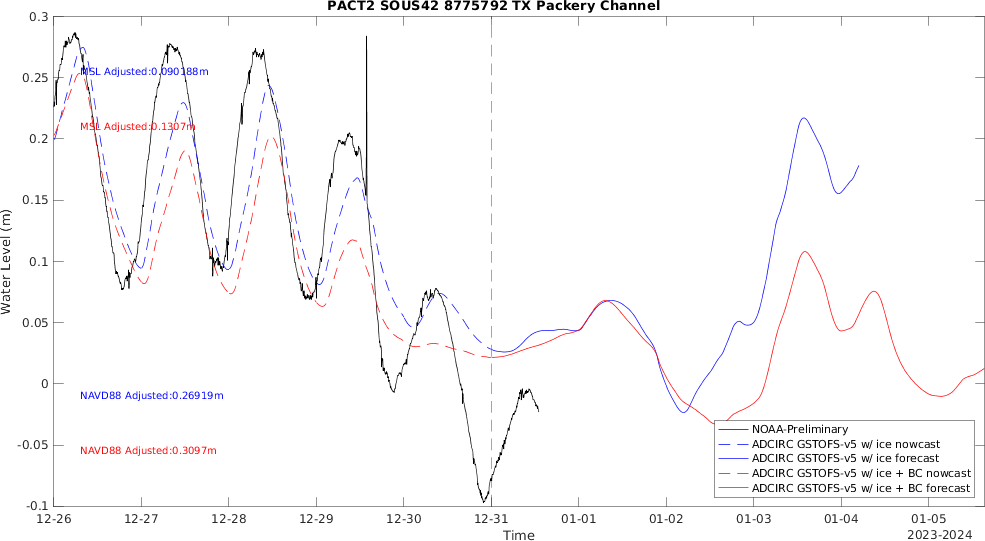 PACT2 SOUS42 8775792 TX Packery Channel
0.3
0.25
0.2
0.15
0.1
0.05
0
-0.05
-0.1
Water Level (m)
MSL Adjusted:0.090188m
MSL Adjusted:0.1307m
NAVD88 Adjusted:0.26919m
NAVD88 Adjusted:0.3097m
NOAA-Preliminary
ADCIRC GSTOFS-v5 w/ ice nowcast
ADCIRC GSTOFS-v5 w/ ice forecast
ADCIRC GSTOFS-v5 w/ ice + BC nowcast
ADCIRC GSTOFS-v5 w/ ice + BC forecast
12-26 12-27 12-28 12-29 12-30 12-31 01-01 01-02 01-03 01-04 01-05
Time
2023-2024